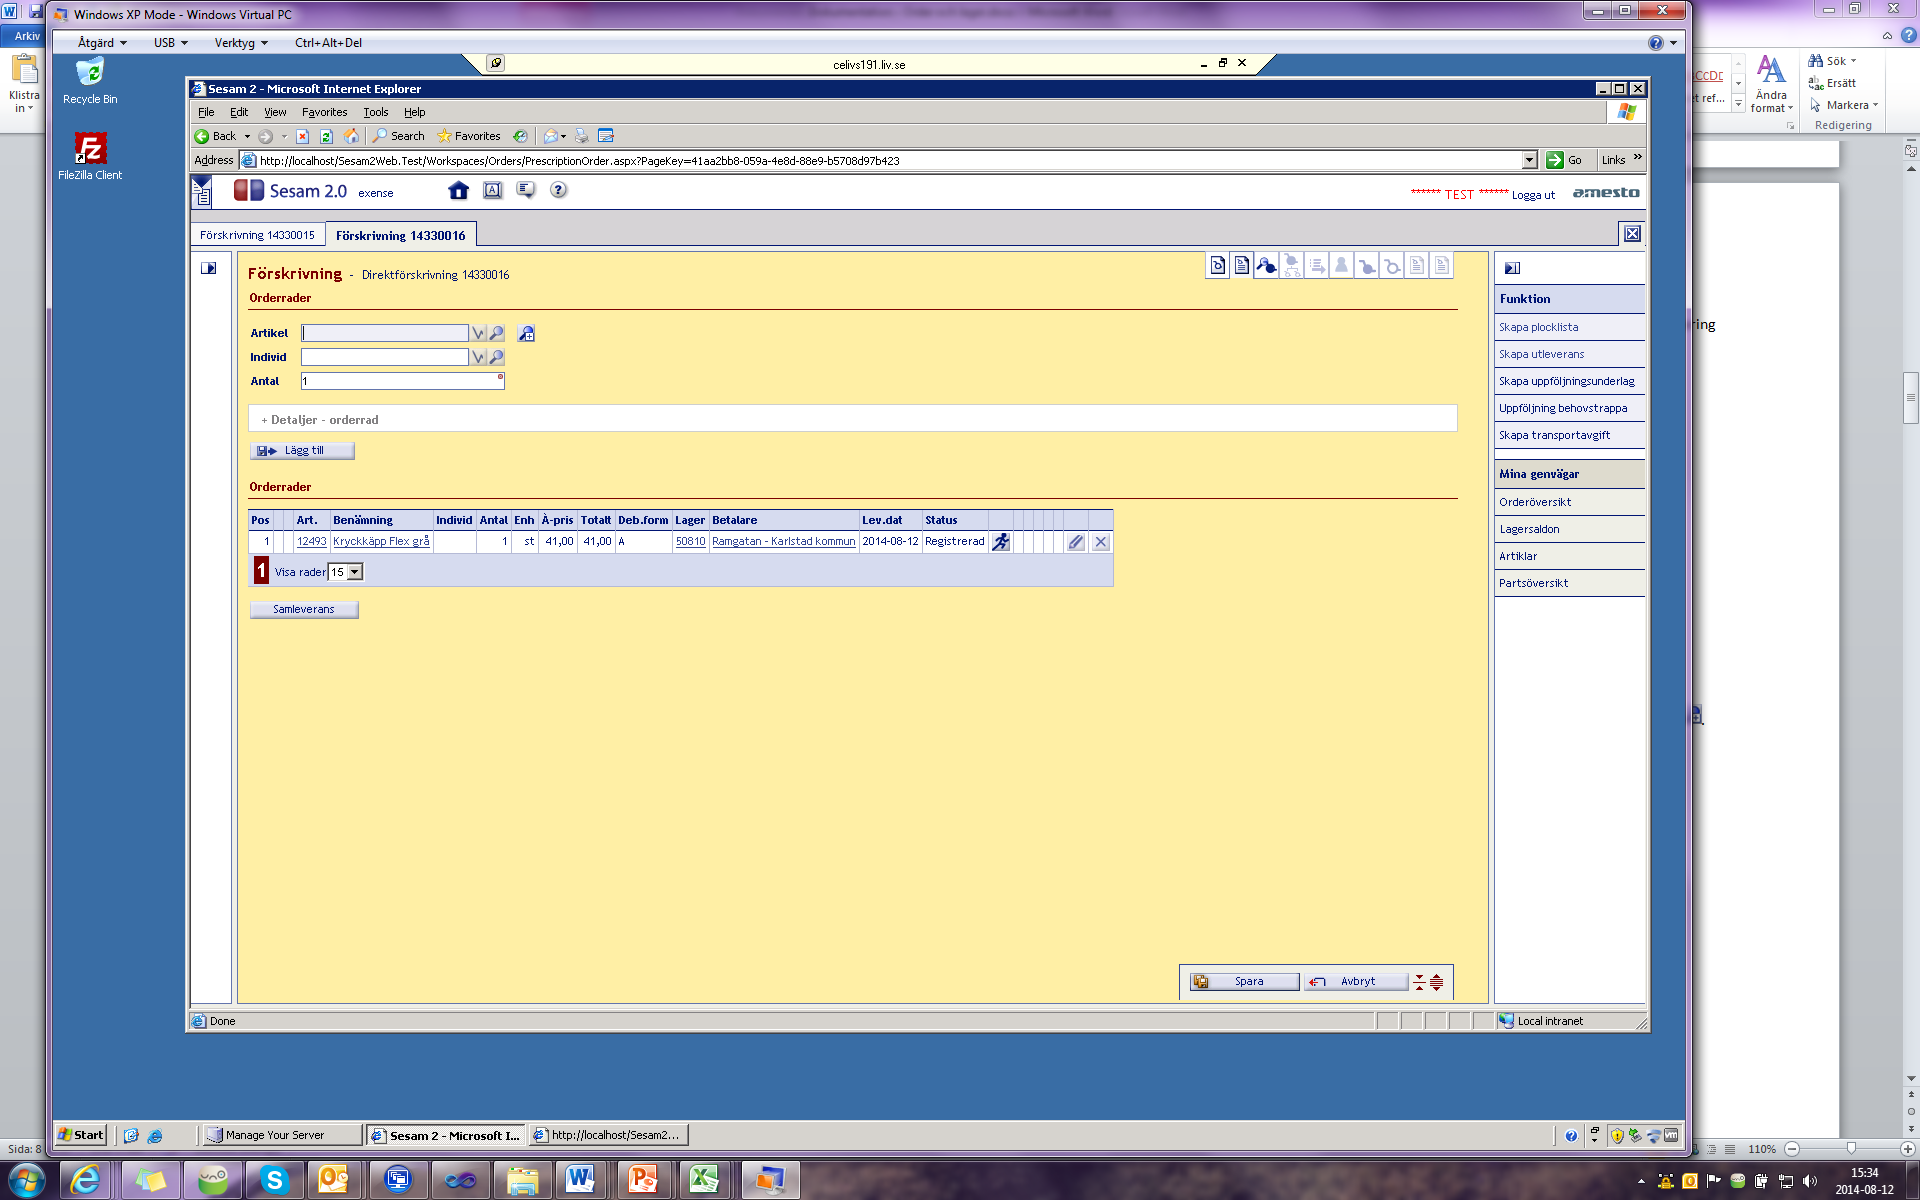 Windows XP Mode - Windows Virtual PC
Arkiv
Åtgärd USB Verktyg Ctrl+Alt+Del
Klistra
in
Recycle Bin
FileZilla Client
celivs191.liv.se
Sök
Ersätt
Markera
Redigering
Ändra
format
et ref...
Sesam 2 - Microsoft Internet Explorer
File Edit View Favorites Tools Help
Back Search Favorites
Address http://localhost/Sesam2Web.Test/Workspaces/Orders/PrescriptionOrder.aspx?PageKey=41aa2bb8-059a-4e8d-88e9-b5708d97b423 Go Links »
Sesam 2.0 exense ****** TEST ****** Logga ut amesto
Förskrivning 14330015 Förskrivning 14330016
Förskrivning - Direktförskrivning 14330016
Orderrader
Artikel
Individ
Antal 1
+ Detaljer - orderrad
Lägg till
Orderrader
Pos Art. Benämning Individ Antal Enh À-pris Totalt Deb.form Lager Betalare Lev.dat Status
1 12493 Kryckkäpp Flex grå 1 st 41,00 41,00 A 50810 Ramgatan - Karlstad kommun 2014-08-12 Registrerad
1 Visa rader 15
Samleverans
Funktion
Skapa plocklista
Skapa utleverans
Skapa uppföljningsunderlag
Uppföljning behovstrappa
Skapa transportavgift
Mina genvägar
Orderöversikt
Lagersaldon
Artiklar
Partsöversikt
ring
Spara Avbryt
Done Local intranet
Start Manage Your Server Sesam 2 - Microsoft I... http://localhost/Sesam2...
Sida: 8
110%
15:34
2014-08-12